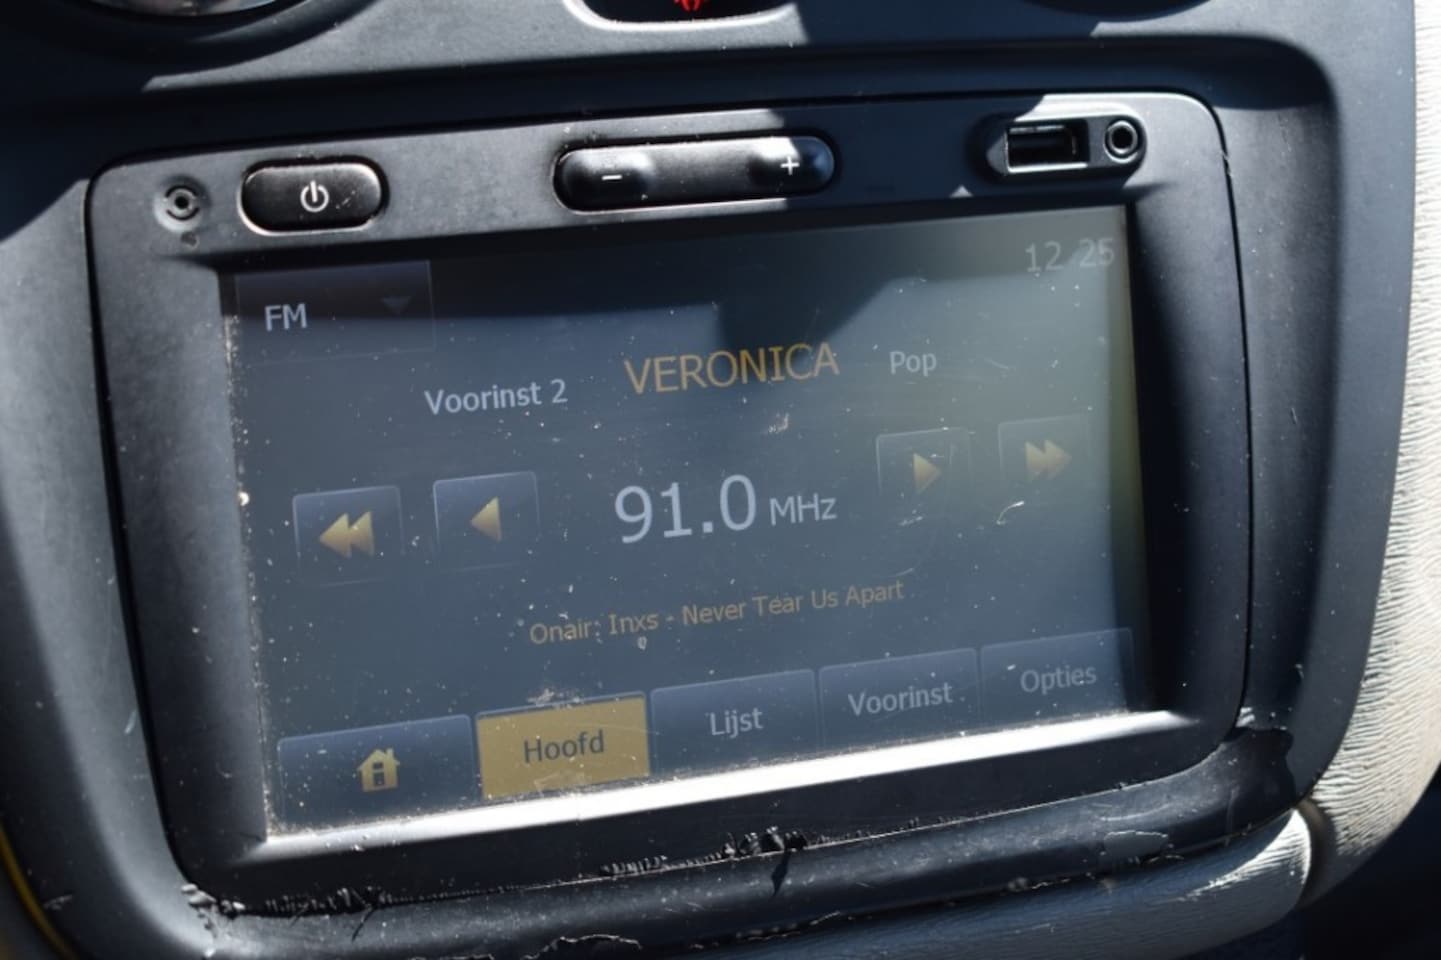 - +
12 25
FM
Voorinst 2 VERONICA Pop
91.0 MHz
Onair: Inxs - Never Tear Us Apart
Hoofd Lijst Voorinst Opties